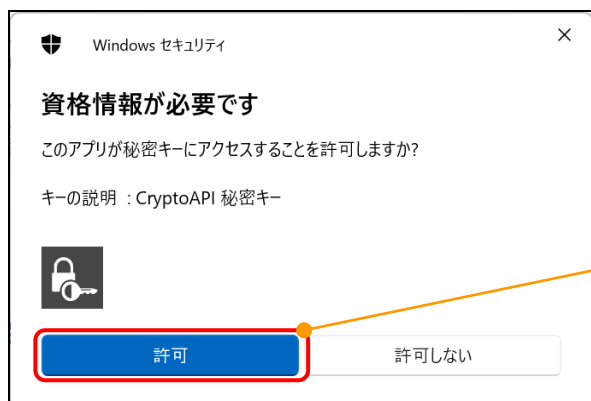 Windows セキュリティ
資格情報が必要です
このアプリが秘密キーにアクセスすることを許可しますか?
キーの説明 : CryptoAPI 秘密キー
許可
許可しない